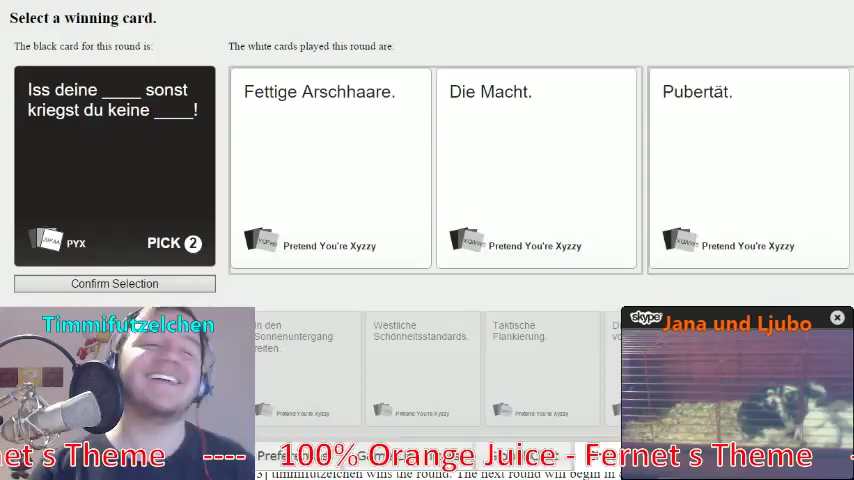 Select a winning card.
The black card for this round is:
The white cards played this round are:
Iss deine ____ sonst
kriegst du keine ____!
PYX
PICK 2
Fettige Arschhaare.
Pretend You're Xyzzy
Die Macht.
Pretend You're Xyzzy
Pubertät.
Pretend You're Xyzzy
Confirm Selection
Timmifutzelchen
in den
Sonnenuntergang
reiten.
Pretend You're Xyzzy
Westliche
Schönheitsstandards.
Pretend You're Xyzzy
Taktische
Flankierung.
Pretend You're Xyzzy
skype
Jana und Ljubo
net s Theme ---- 100% Orange Juice - Fernet s Theme
timmifutzelchen wins the round. The next round will begin in